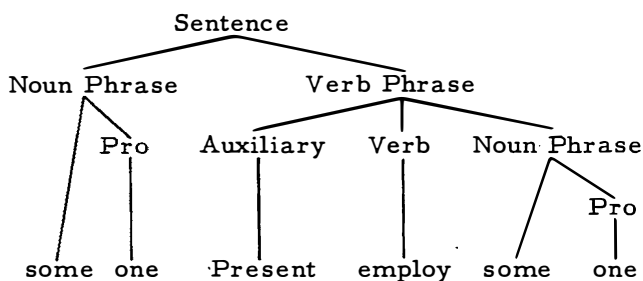 Sentence
Noun Phrase Verb Phrase
Pro Auxiliary Verb Noun Phrase
Pro
some one Present employ some one